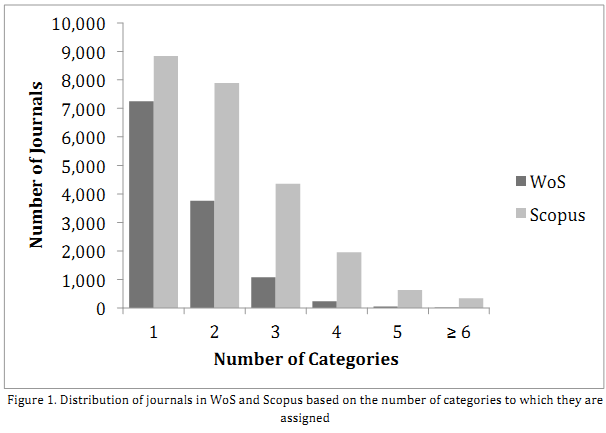 10,000
9,000
8,000
7,000
6,000
5,000
4,000
3,000
2,000
1,000
0
Number of Journals
1 2 3 4 5 ≥ 6
Number of Categories
WoS
Scopus
Figure 1. Distribution of journals in WoS and Scopus based on the number of categories to which they are
assigned